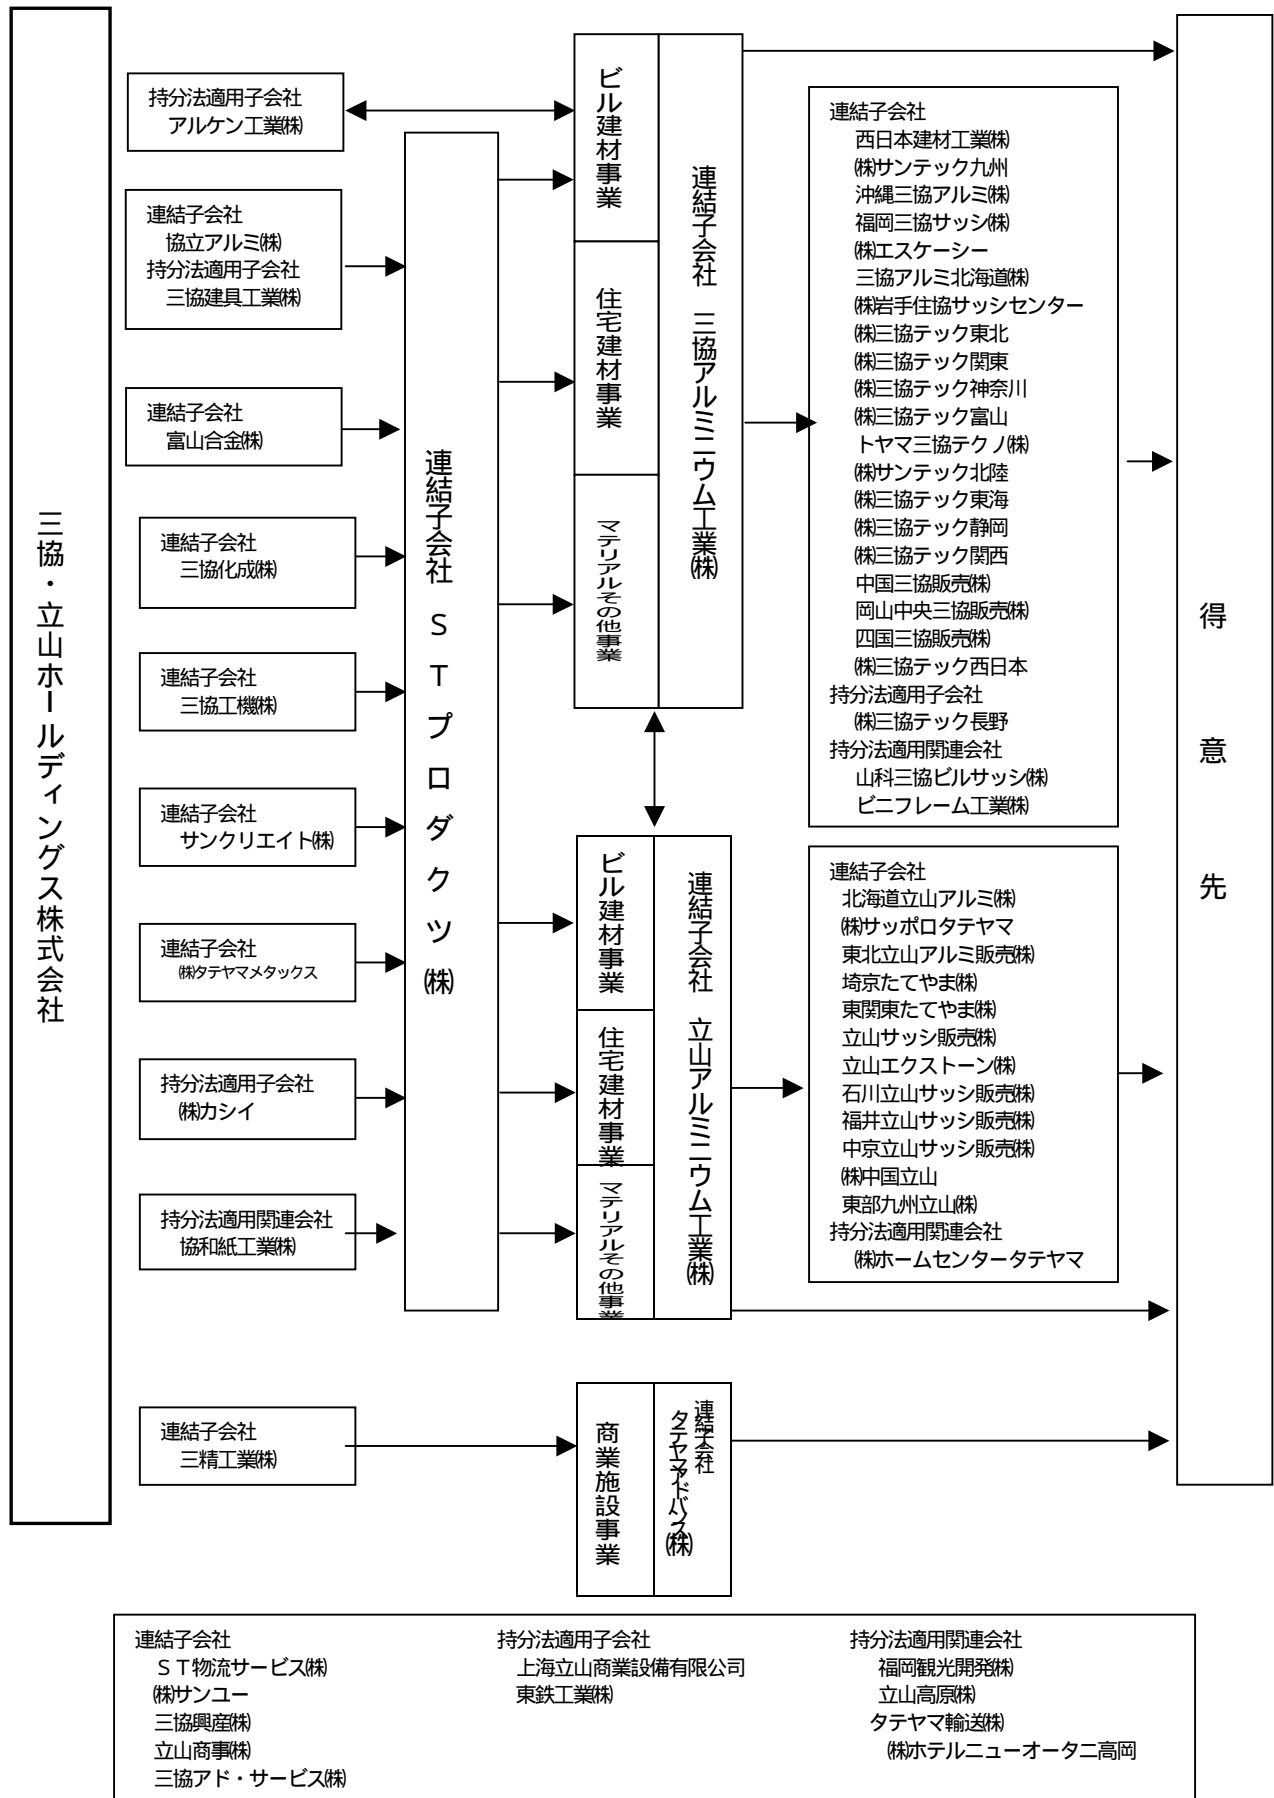 三協・立山ホールディングス株式会社
持分法適用子会社
アルケン工業㈱
連結子会社
協立アルミ㈱
持分法適用子会社
三協建具工業㈱
連結子会社
富山合金㈱
連結子会社
三協化成㈱
連結子会社
三協工機㈱
連結子会社
サンクリエイト㈱
連結子会社
㈱タテヤマメタックス
持分法適用子会社
㈱カシイ
持分法適用関連会社
協和紙工業㈱
連結子会社
三精工業㈱
連結子会社 ＳＴプロダクツ㈱
ビル建材事業
住宅建材事業
マテリアルその他事業
連結子会社 三協アルミニウム工業㈱
ビル建材事業
住宅建材事業
マテリアルその他事業
連結子会社 立山アルミニウム工業㈱
商業施設事業
連結子会社
タテヤマアドバンス㈱
連結子会社
西日本建材工業㈱
㈱サンテック九州
沖縄三協アルミ㈱
福岡三協サッシ㈱
㈱エスケーシー
三協アルミ北海道㈱
㈱岩手住協サッシセンター
㈱三協テック東北
㈱三協テック関東
㈱三協テック神奈川
㈱三協テック富山
トヤマ三協テクノ㈱
㈱サンテック北陸
㈱三協テック東海
㈱三協テック静岡
㈱三協テック関西
中国三協販売㈱
岡山中央三協販売㈱
四国三協販売㈱
㈱三協テック西日本
持分法適用子会社
㈱三協テック長野
持分法適用関連会社
山科三協ビルサッシ㈱
ビニフレーム工業㈱
連結子会社
北海道立山アルミ㈱
㈱サッポロタテヤマ
東北立山アルミ販売㈱
埼京たてやま㈱
東関東たてやま㈱
立山サッシ販売㈱
立山エクストーン㈱
石川立山サッシ販売㈱
福井立山サッシ販売㈱
中京立山サッシ販売㈱
㈱中国立山
東部九州立山㈱
持分法適用関連会社
㈱ホームセンタータテヤマ
得意先
連結子会社
ＳＴ物流サービス㈱
㈱サンユー
三協興産㈱
立山商事㈱
三協アド・サービス㈱
持分法適用子会社
上海立山商業設備有限公司
東鉄工業㈱
持分法適用関連会社
福岡観光開発㈱
立山高原㈱
タテヤマ輸送㈱
㈱ホテルニューオータニ高岡